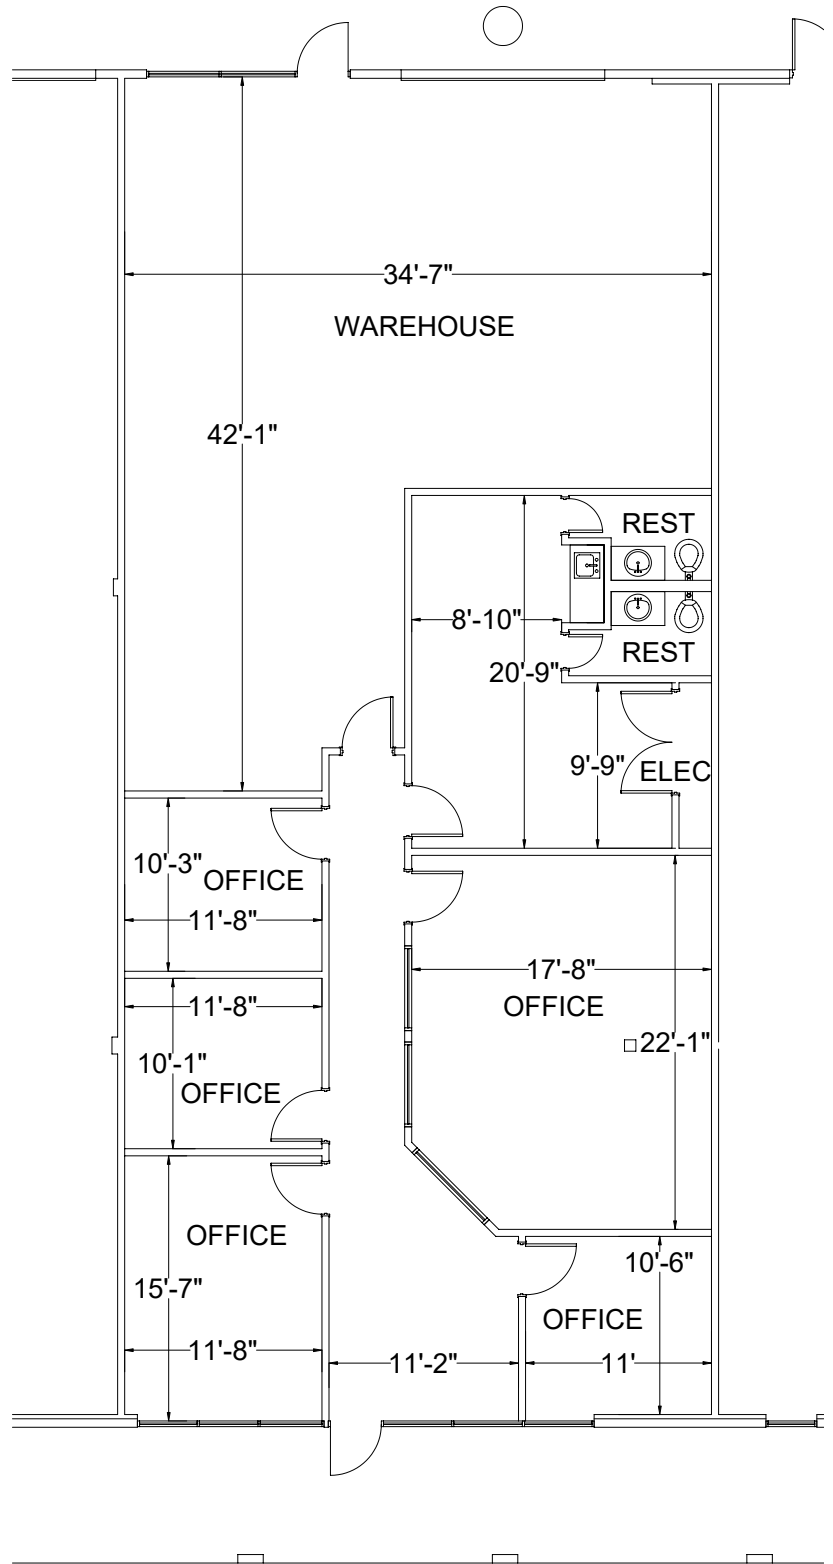 34'-7"
WAREHOUSE
42'-1"
REST
8'-10"
REST
20'-9"
9'-9"
ELEC
10'-3"
OFFICE
11'-8"
17'-8"
11'-8"
OFFICE
22'-1"
10'-1"
OFFICE
OFFICE
10'-6"
15'-7"
OFFICE
11'-8"
11'-2"
11'